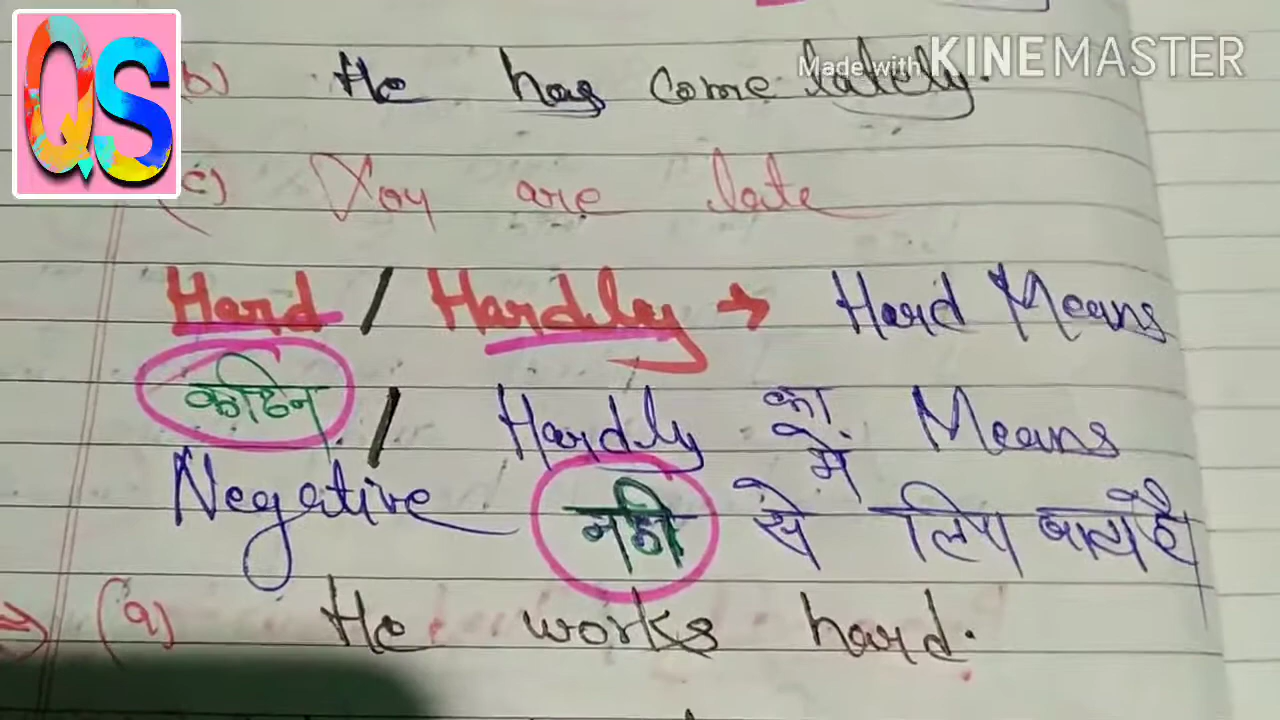 QS
Made with KINEMASTER
b) He has come lately.
(c) You are late
Hard / Hardly → Hard Means
कठिन / Hardly का Means
में
Negative नही से लिया जाता है
(a) He works hard.